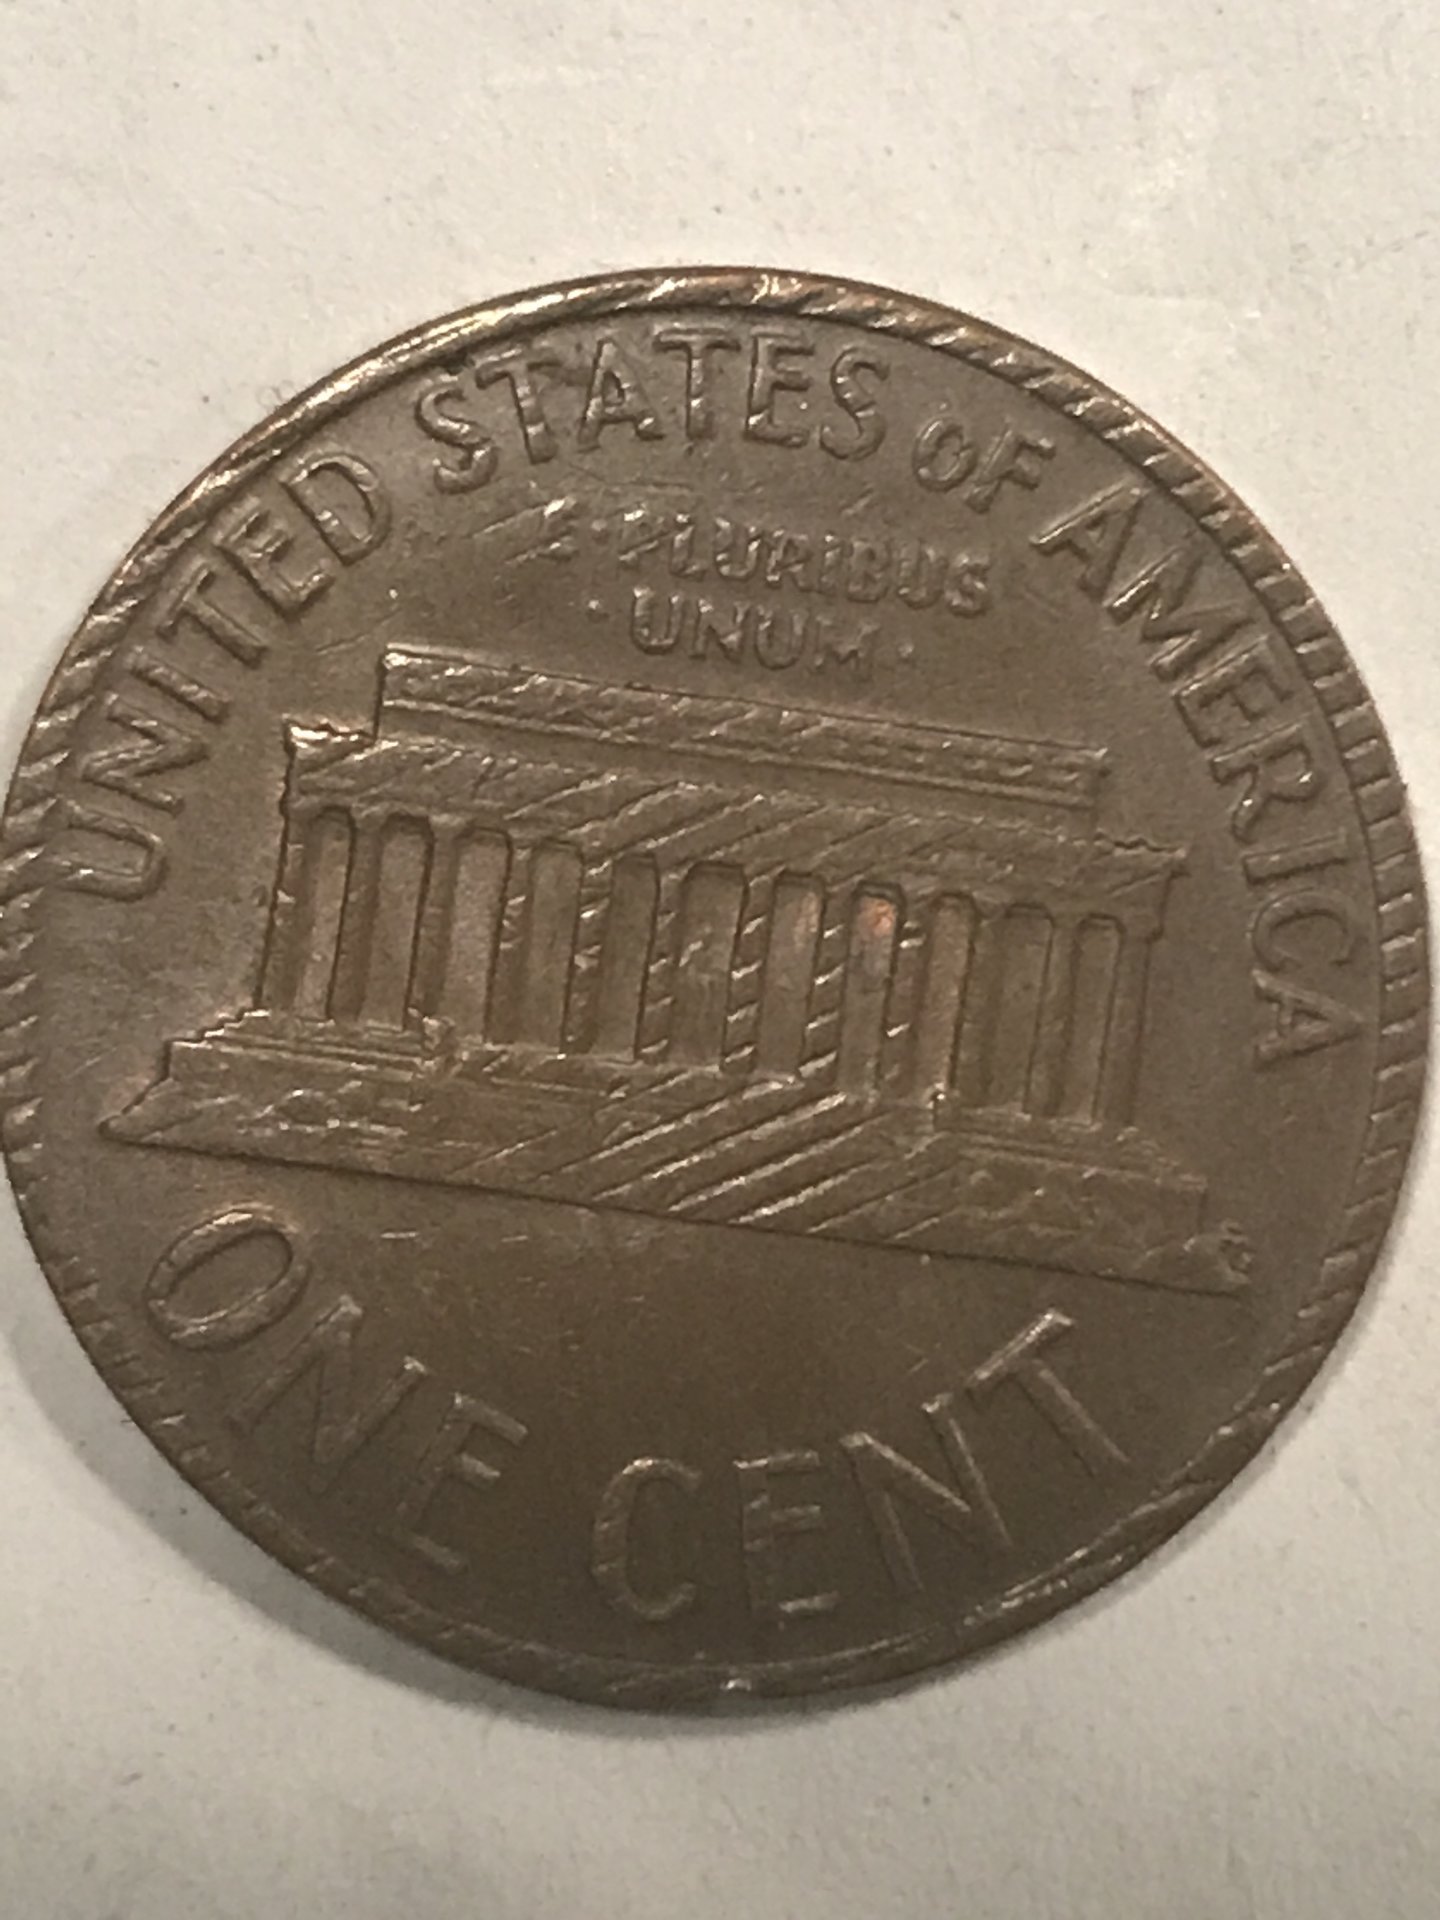 UNITED STATES OF AMERICA
E·PLURIBUS
·UNUM·
ONE CENT